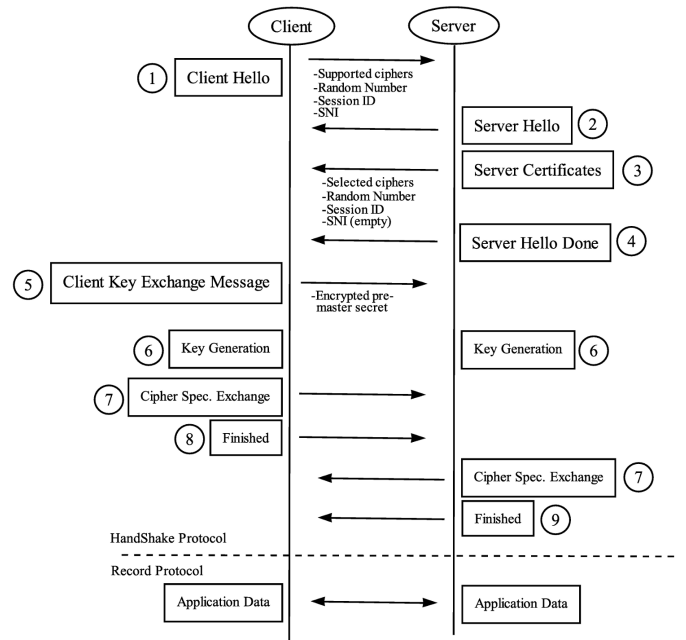 Client
Server
1
Client Hello
-Supported ciphers
-Random Number
-Session ID
-SNI
Server Hello
2
Server Certificates
3
-Selected ciphers
-Random Number
-Session ID
-SNI (empty)
Server Hello Done
4
5
Client Key Exchange Message
-Encrypted pre-
master secret
6
Key Generation
Key Generation
6
7
Cipher Spec. Exchange
8
Finished
Cipher Spec. Exchange
7
Finished
9
HandShake Protocol
Record Protocol
Application Data
Application Data